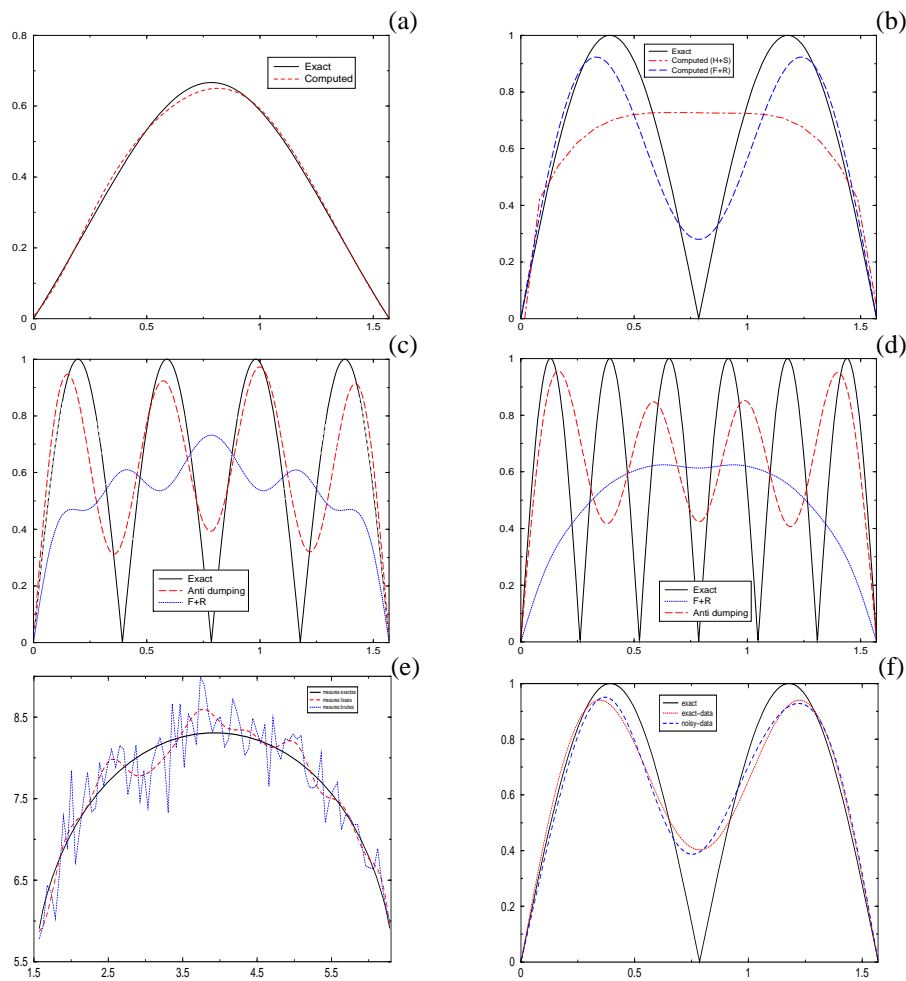 (a)
0.8
0.6
0.4
0.2
0
0
0.5
1
1.5
Exact
Computed
(b)
1
0.8
0.6
0.4
0.2
0
0
0.5
1
1.5
Exact
Computed (H+S)
Computed (F+R)
(c)
1
0.8
0.6
0.4
0.2
0
0
0.5
1
1.5
Exact
Anti dumping
F+R
(d)
1
0.8
0.6
0.4
0.2
0
0
0.5
1
1.5
Exact
F+R
Anti dumping
(e)
8.5
7.5
6.5
5.5
1.5
2.5
3.5
4.5
5.5
mesures exactes
mesures lisses
mesures bruites
(f)
1
0.8
0.6
0.4
0.2
0
0
0.5
1
1.5
exact
exact−data
noisy−data